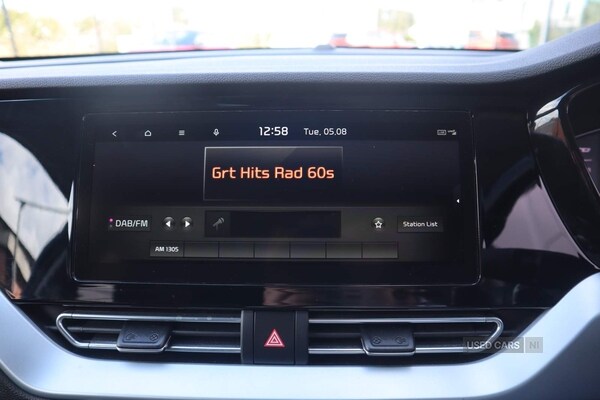 12:58 Tue, 05.08
Grt Hits Rad 60s
DAB/FM Station List
AM 1305
USED CARS NI